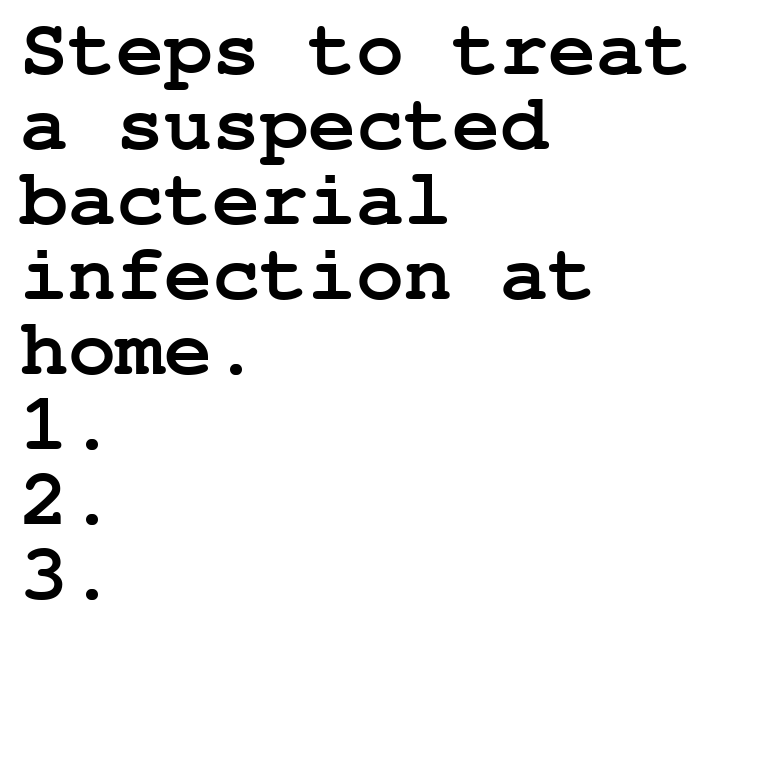 Steps to treat
a suspected
bacterial
infection at
home.
1.
2.
3.